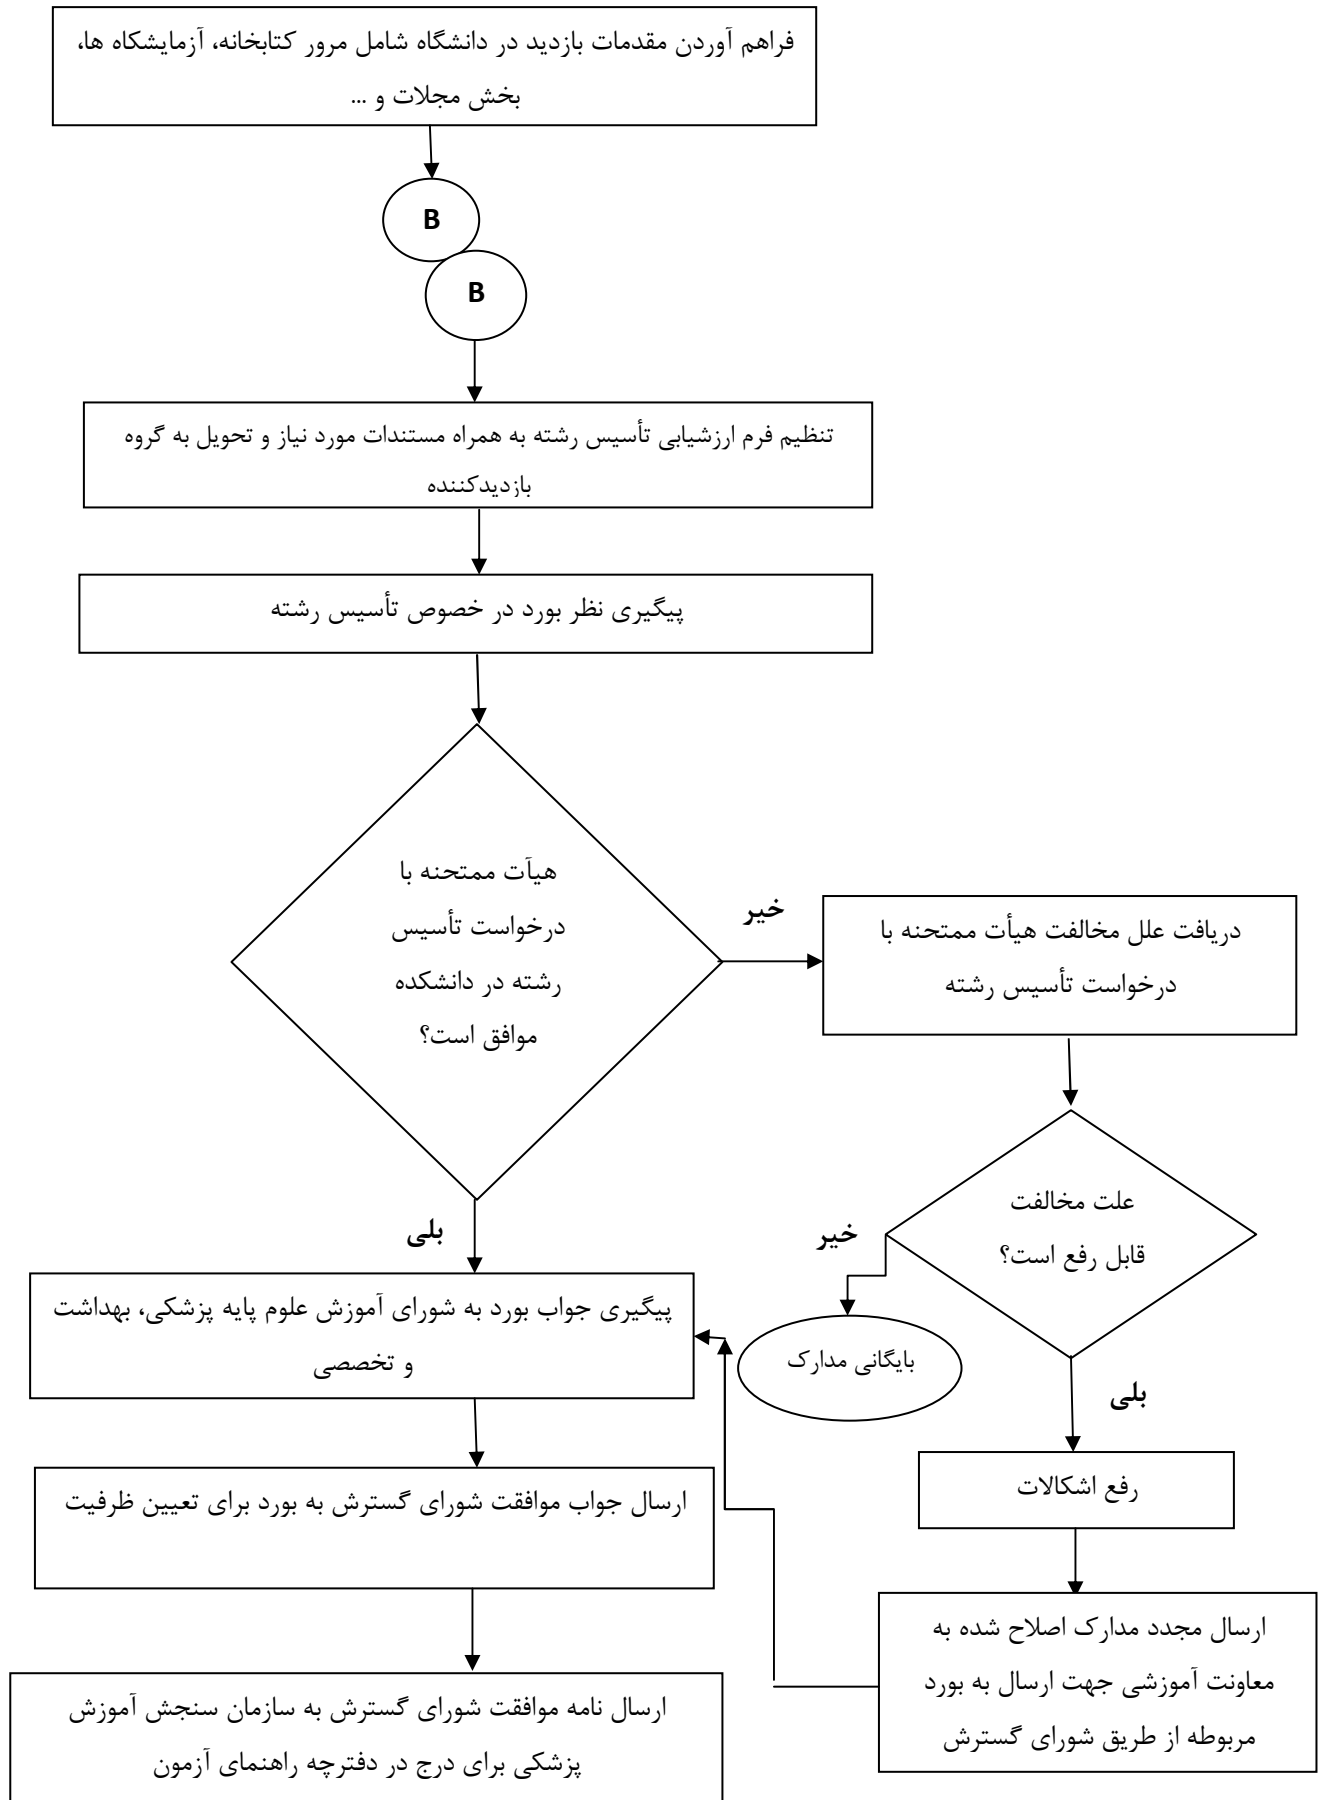 فراهم آوردن مقدمات بازدید در دانشگاه شامل مرور کتابخانه، آزمایشکاه ها،
بخش مجلات و ...
B
B
تنظیم فرم ارزشیابی تأسیس رشته به همراه مستندات مورد نیاز و تحویل به گروه
بازدیدکننده
پیگیری نظر بورد در خصوص تأسیس رشته
هیآت ممتحنه با
درخواست تأسیس
رشته در دانشکده
موافق است؟
خیر
دریافت علل مخالفت هیأت ممتحنه با
درخواست تأسیس رشته
علت مخالفت
قابل رفع است؟
خیر
بایگانی مدارک
بلی
بلی
پیگیری جواب بورد به شورای آموزش علوم پایه پزشکی، بهداشت
و تخصصی
رفع اشکالات
ارسال جواب موافقت شورای گسترش به بورد برای تعیین ظرفیت
ارسال مجدد مدارک اصلاح شده به
معاونت آموزشی جهت ارسال به بورد
مربوطه از طریق شورای گسترش
ارسال نامه موافقت شورای گسترش به سازمان سنجش آموزش
پزشکی برای درج در دفترچه راهنمای آزمون